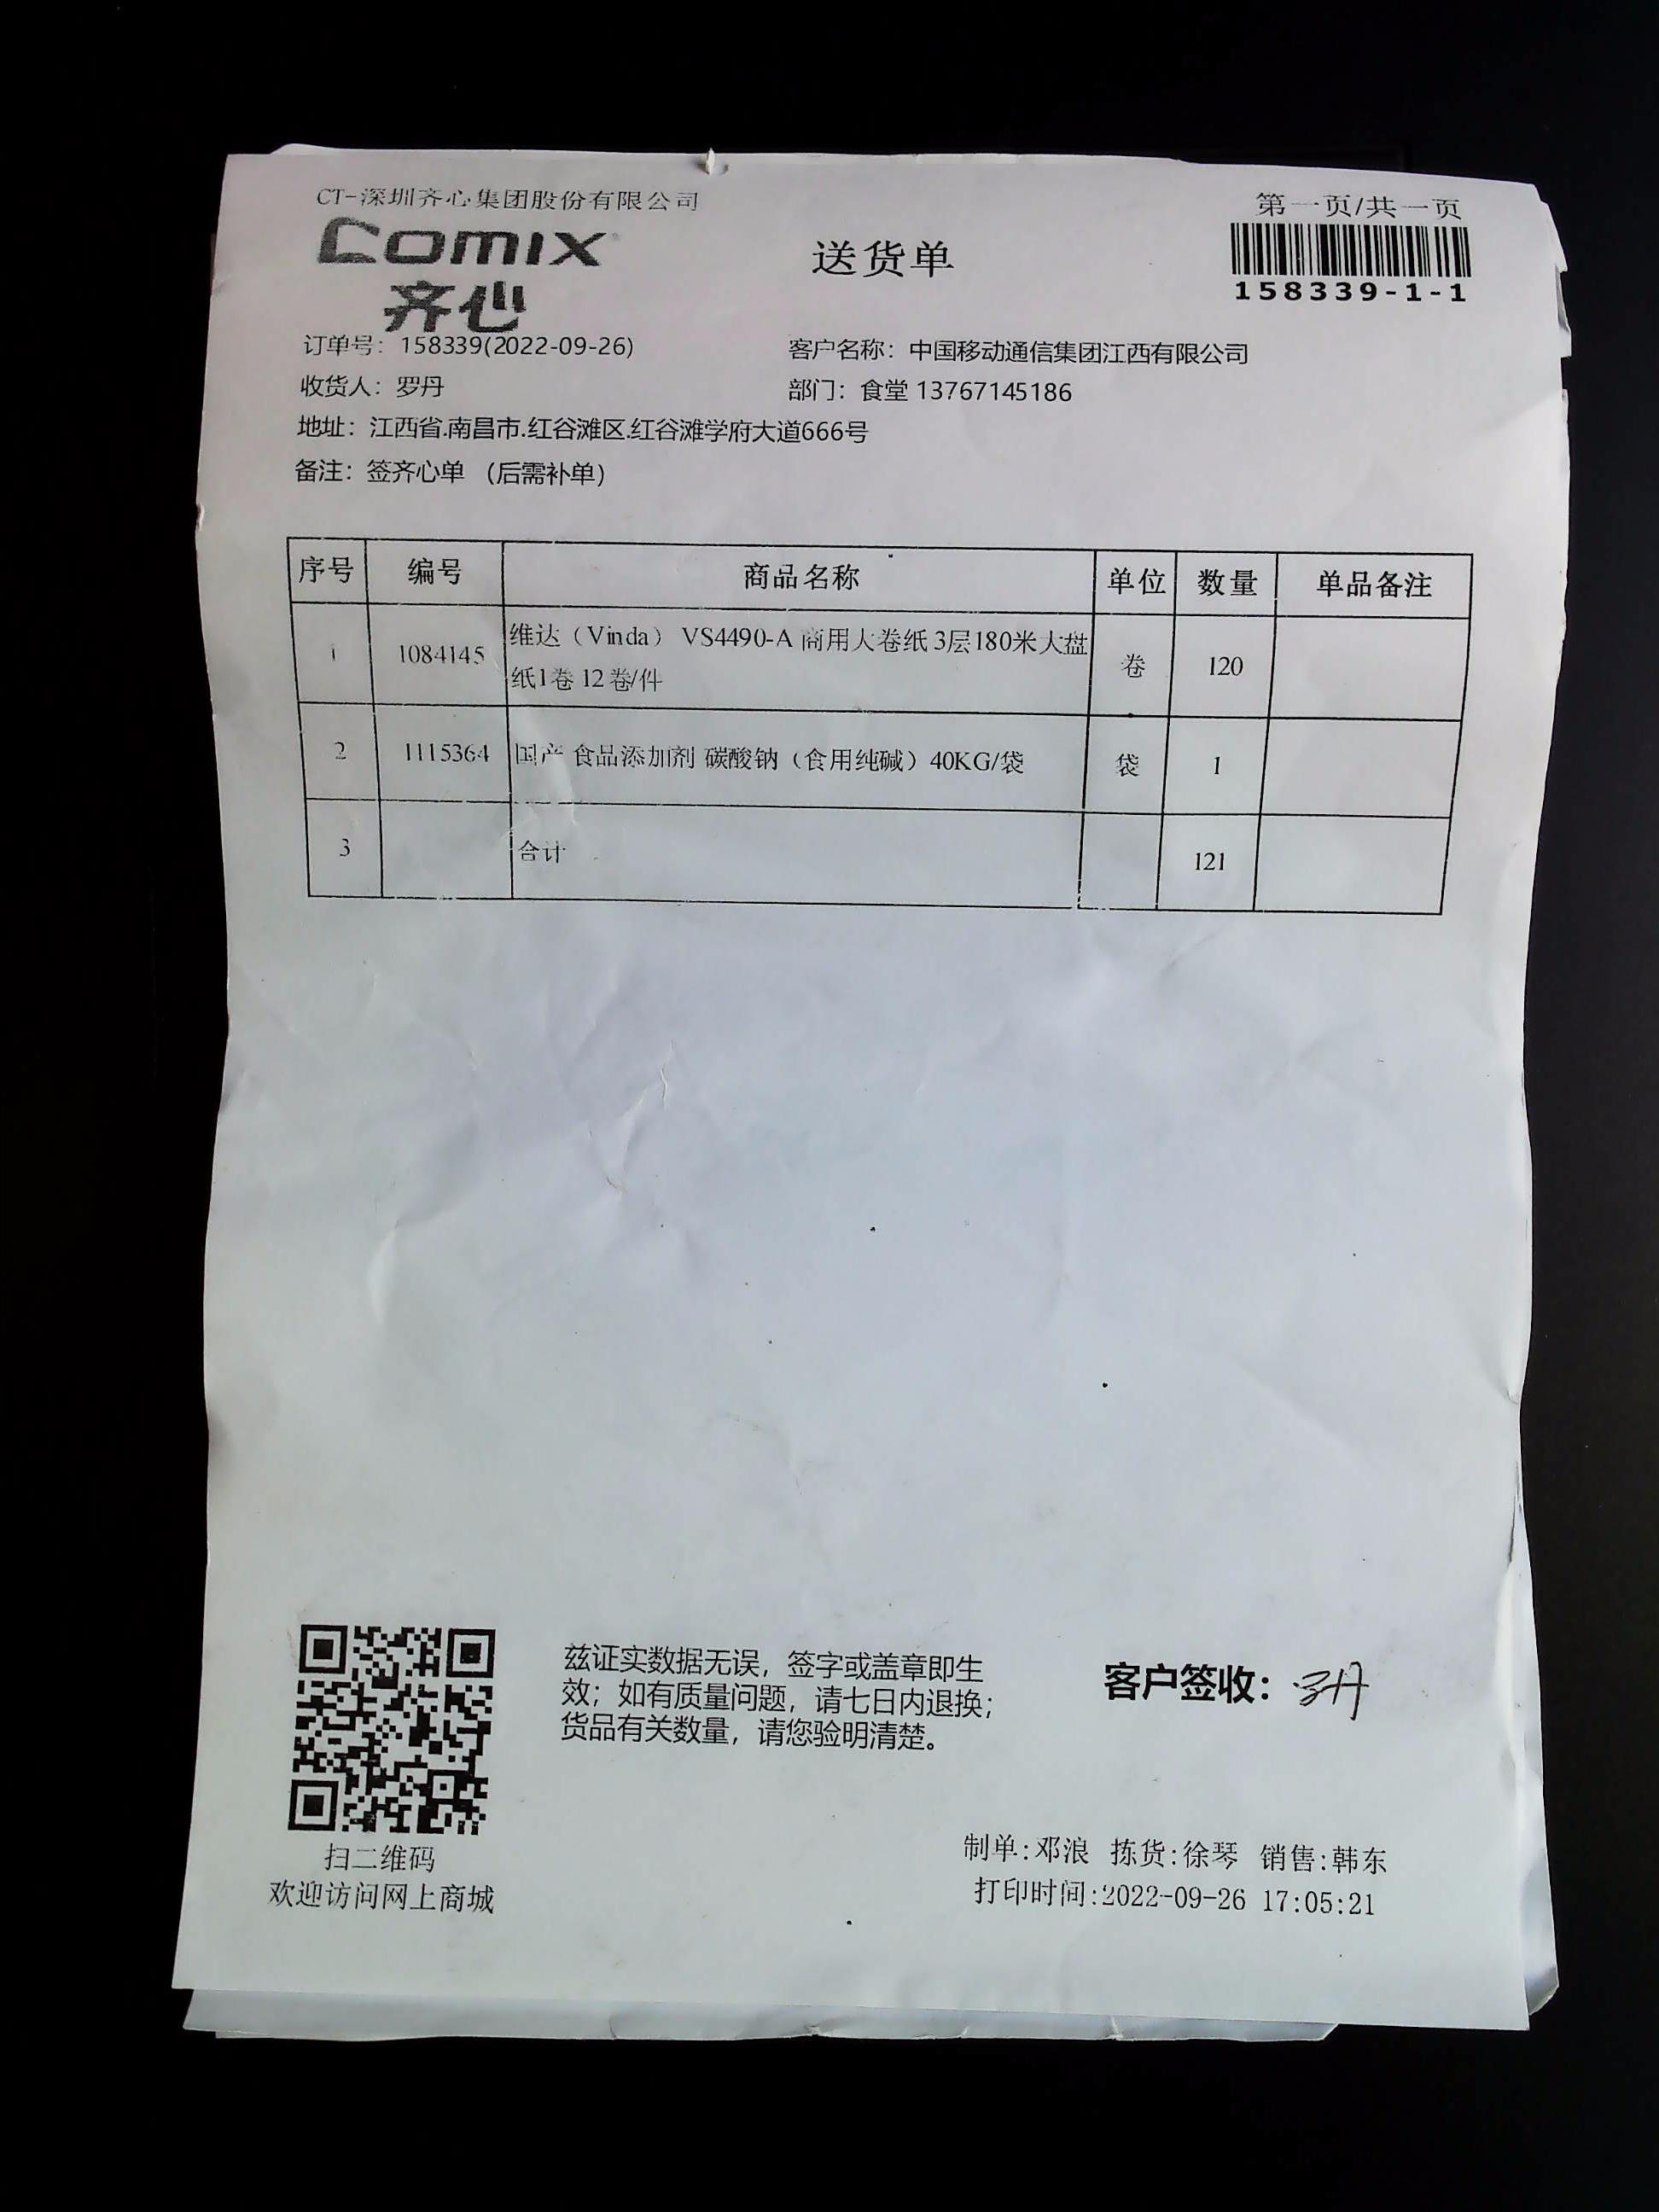 CT-深圳齐心集团股份有限公司
第一页/共一页
comix
齐心
送货单
158339-1-1
订单号：158339(2022-09-26)
客户名称：中国移动通信集团江西有限公司
收货人：罗丹
部门：食堂 13767145186
地址：江西省.南昌市.红谷滩区.红谷滩学府大道666号
备注：签齐心单 （后需补单）
序号 编号 商品名称 单位 数量 单品备注
1 1084145 维达（Vinda） VS4490-A 商用大卷纸 3层180米大盘
纸1卷 12卷/件 卷 120
2 1115364 国产 食品添加剂 碳酸钠（食用纯碱）40KG/袋 袋 1
3 合计 121
兹证实数据无误，签字或盖章即生
效；如有质量问题，请七日内退换；
货品有关数量，请您验明清楚。
客户签收：
扫二维码
欢迎访问网上商城
制单:邓浪 拣货:徐琴 销售:韩东
打印时间:2022-09-26 17:05:21